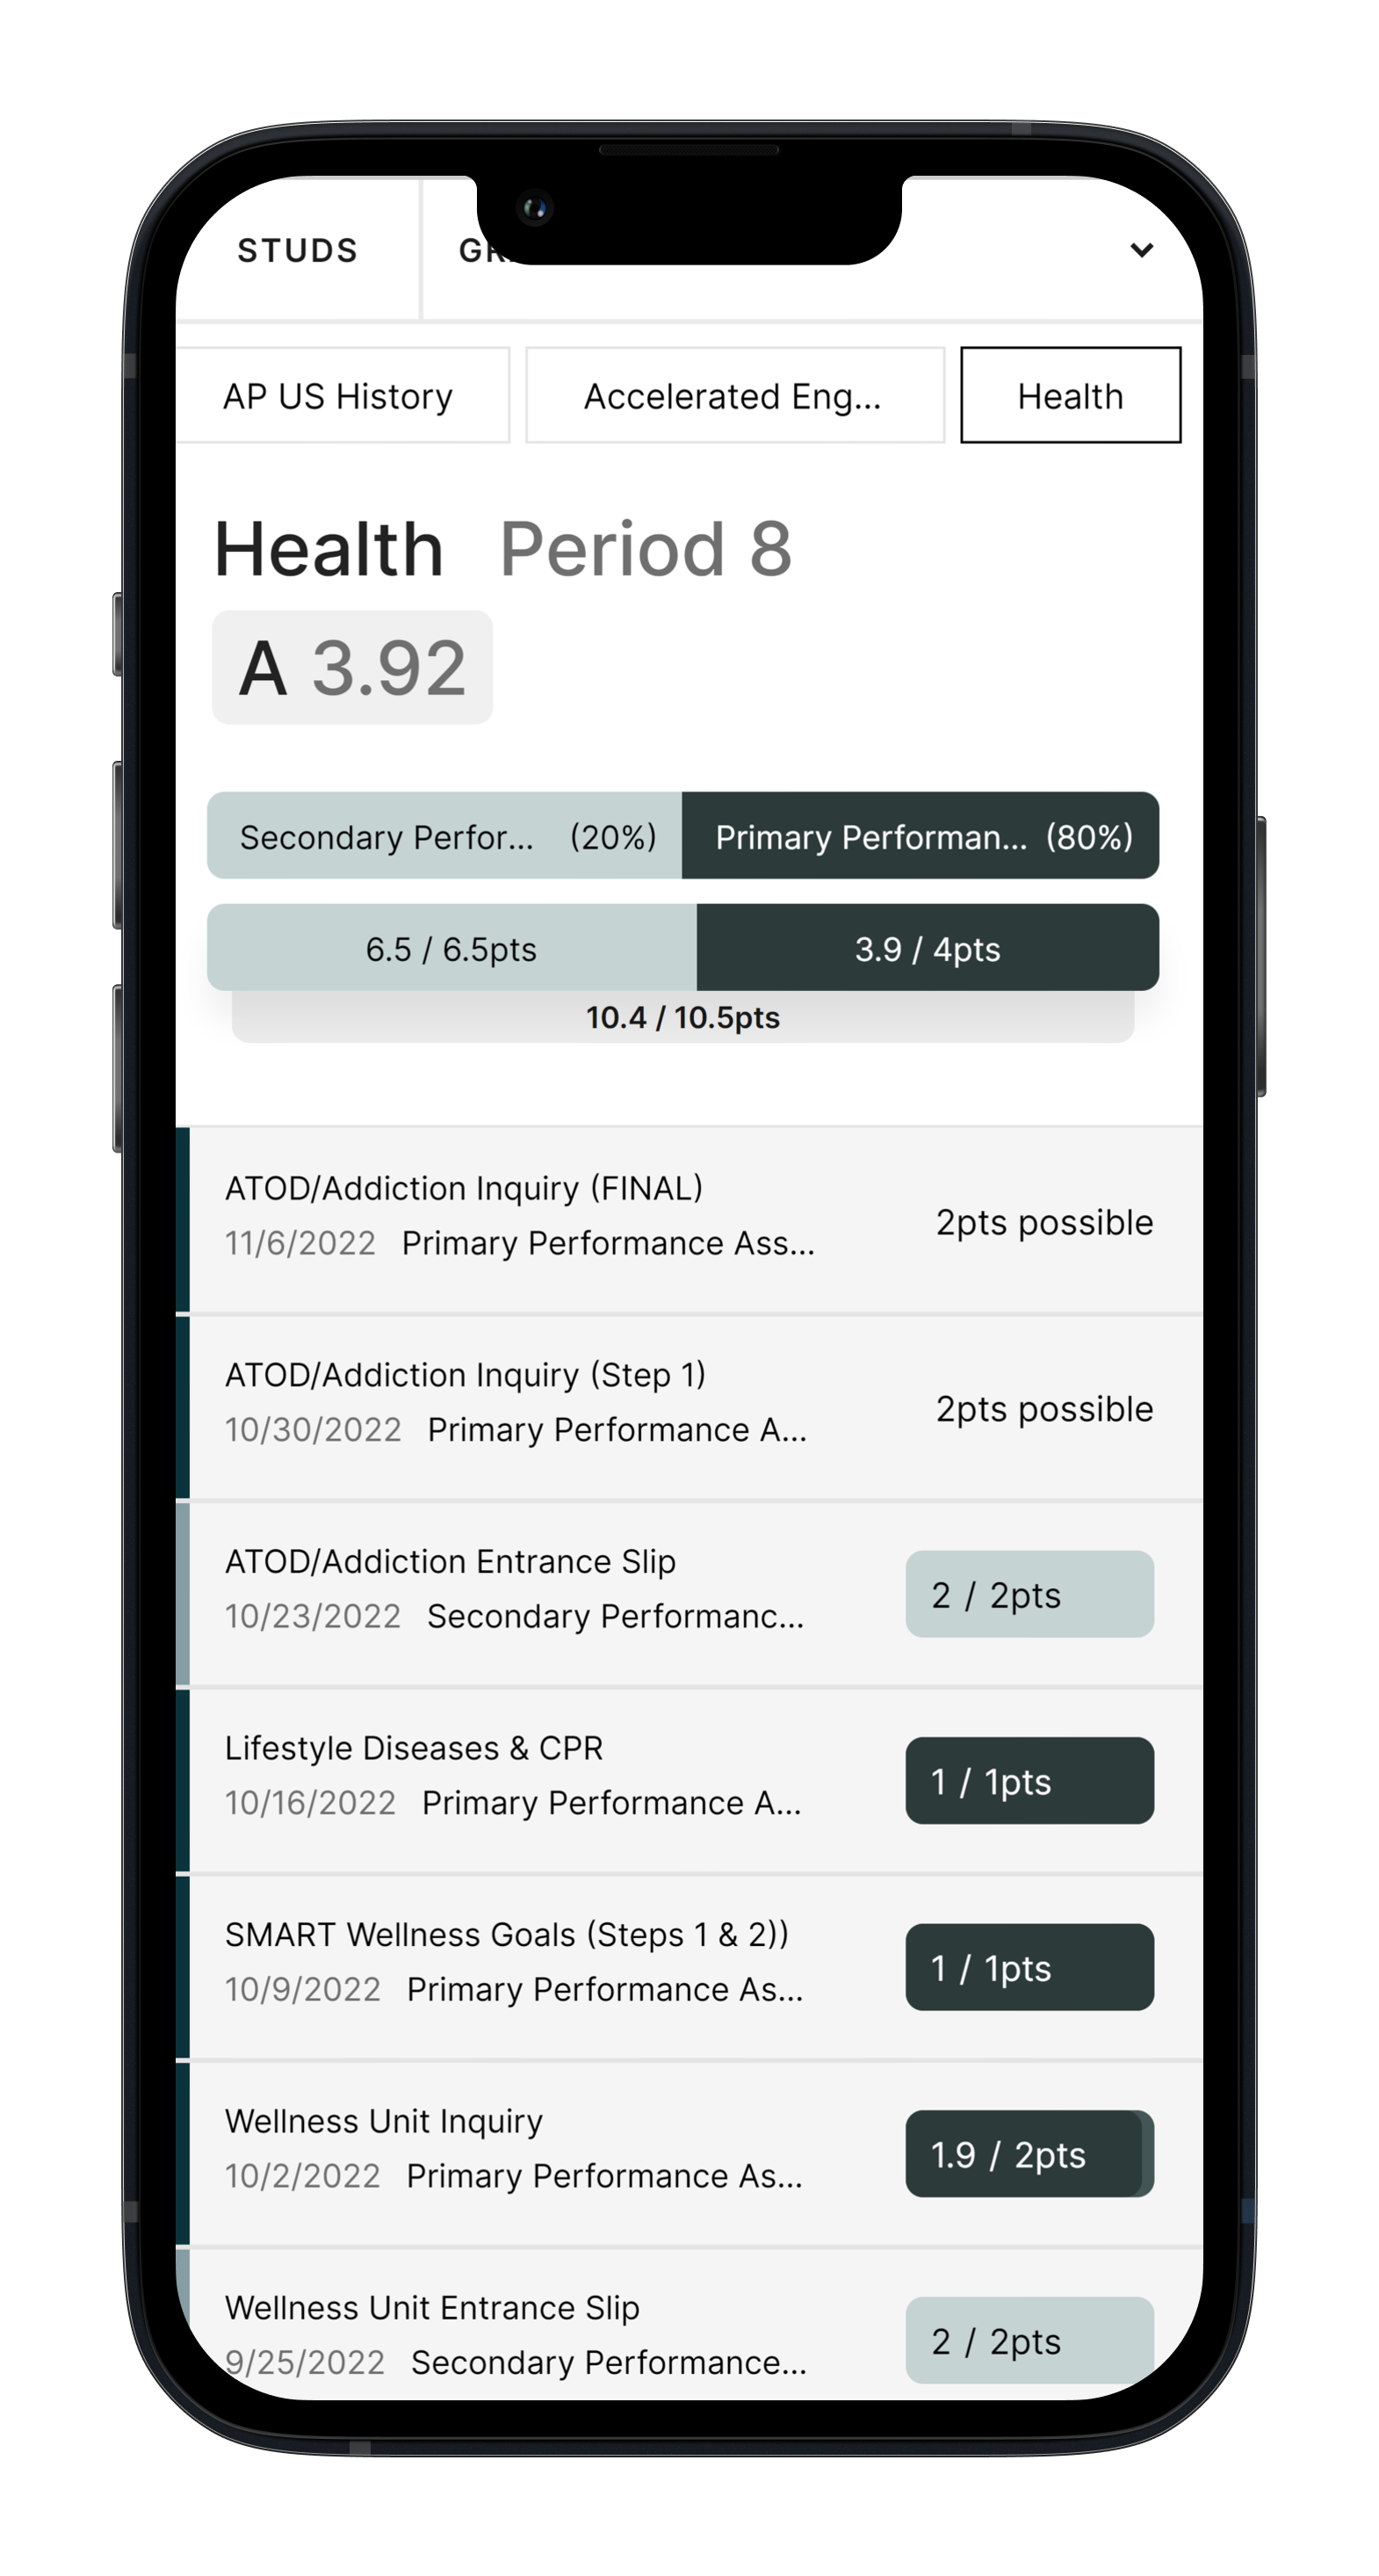 STUDS
AP US History
Accelerated Eng...
Health
Health Period 8
A 3.92
Secondary Perfor... (20%)
Primary Performan... (80%)
6.5 / 6.5pts
3.9 / 4pts
10.4 / 10.5pts
ATOD/Addiction Inquiry (FINAL)
11/6/2022 Primary Performance Ass...
2pts possible
ATOD/Addiction Inquiry (Step 1)
10/30/2022 Primary Performance A...
2pts possible
ATOD/Addiction Entrance Slip
10/23/2022 Secondary Performanc...
2 / 2pts
Lifestyle Diseases & CPR
10/16/2022 Primary Performance A...
1 / 1pts
SMART Wellness Goals (Steps 1 & 2))
10/9/2022 Primary Performance As...
1 / 1pts
Wellness Unit Inquiry
10/2/2022 Primary Performance As...
1.9 / 2pts
Wellness Unit Entrance Slip
9/25/2022 Secondary Performance...
2 / 2pts